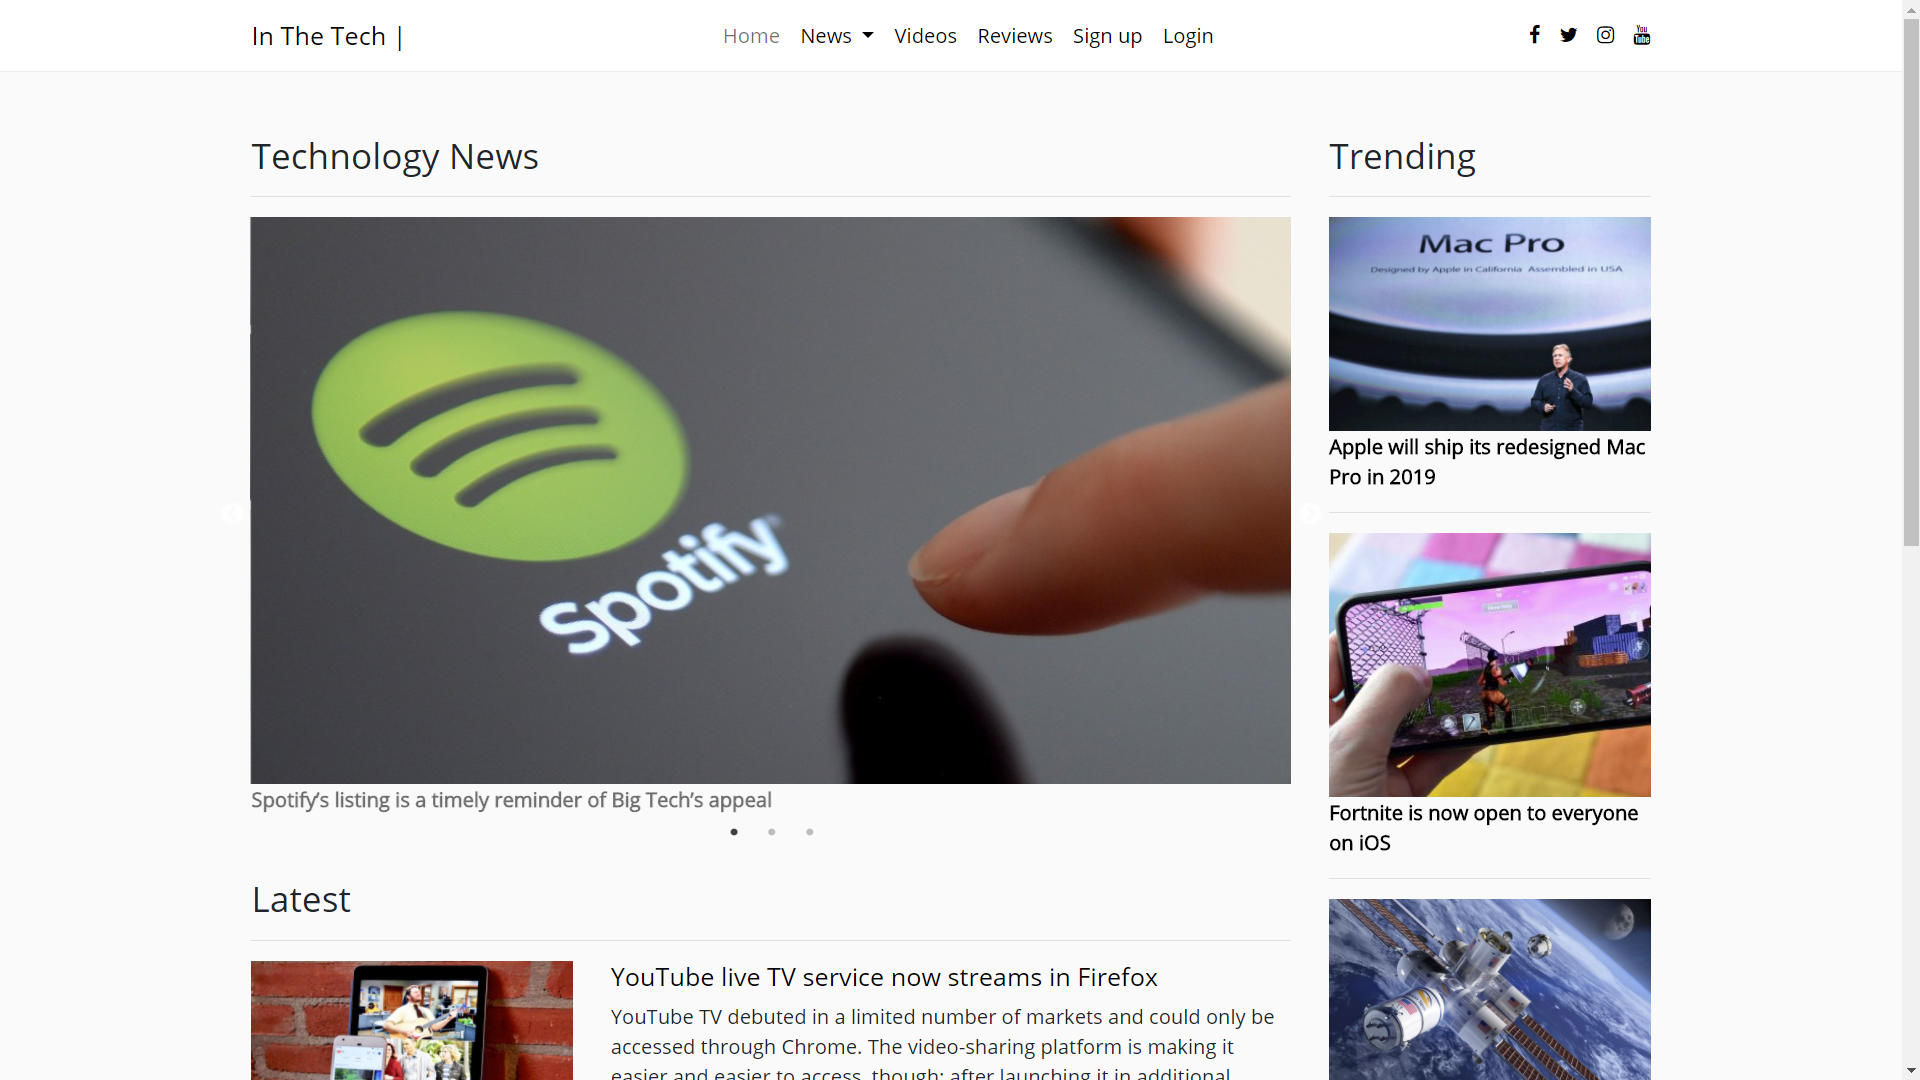 In The Tech |
Home News Videos Reviews Sign up Login
You
Tube
Technology News
Spotify
Spotify’s listing is a timely reminder of Big Tech’s appeal
Latest
YouTube live TV service now streams in Firefox
YouTube TV debuted in a limited number of markets and could only be
accessed through Chrome. The video-sharing platform is making it
easier and easier to access, though; after launching it in additional
Trending
Mac Pro
Designed by Apple in California Assembled in USA
Apple will ship its redesigned Mac
Pro in 2019
Fortnite is now open to everyone
on iOS